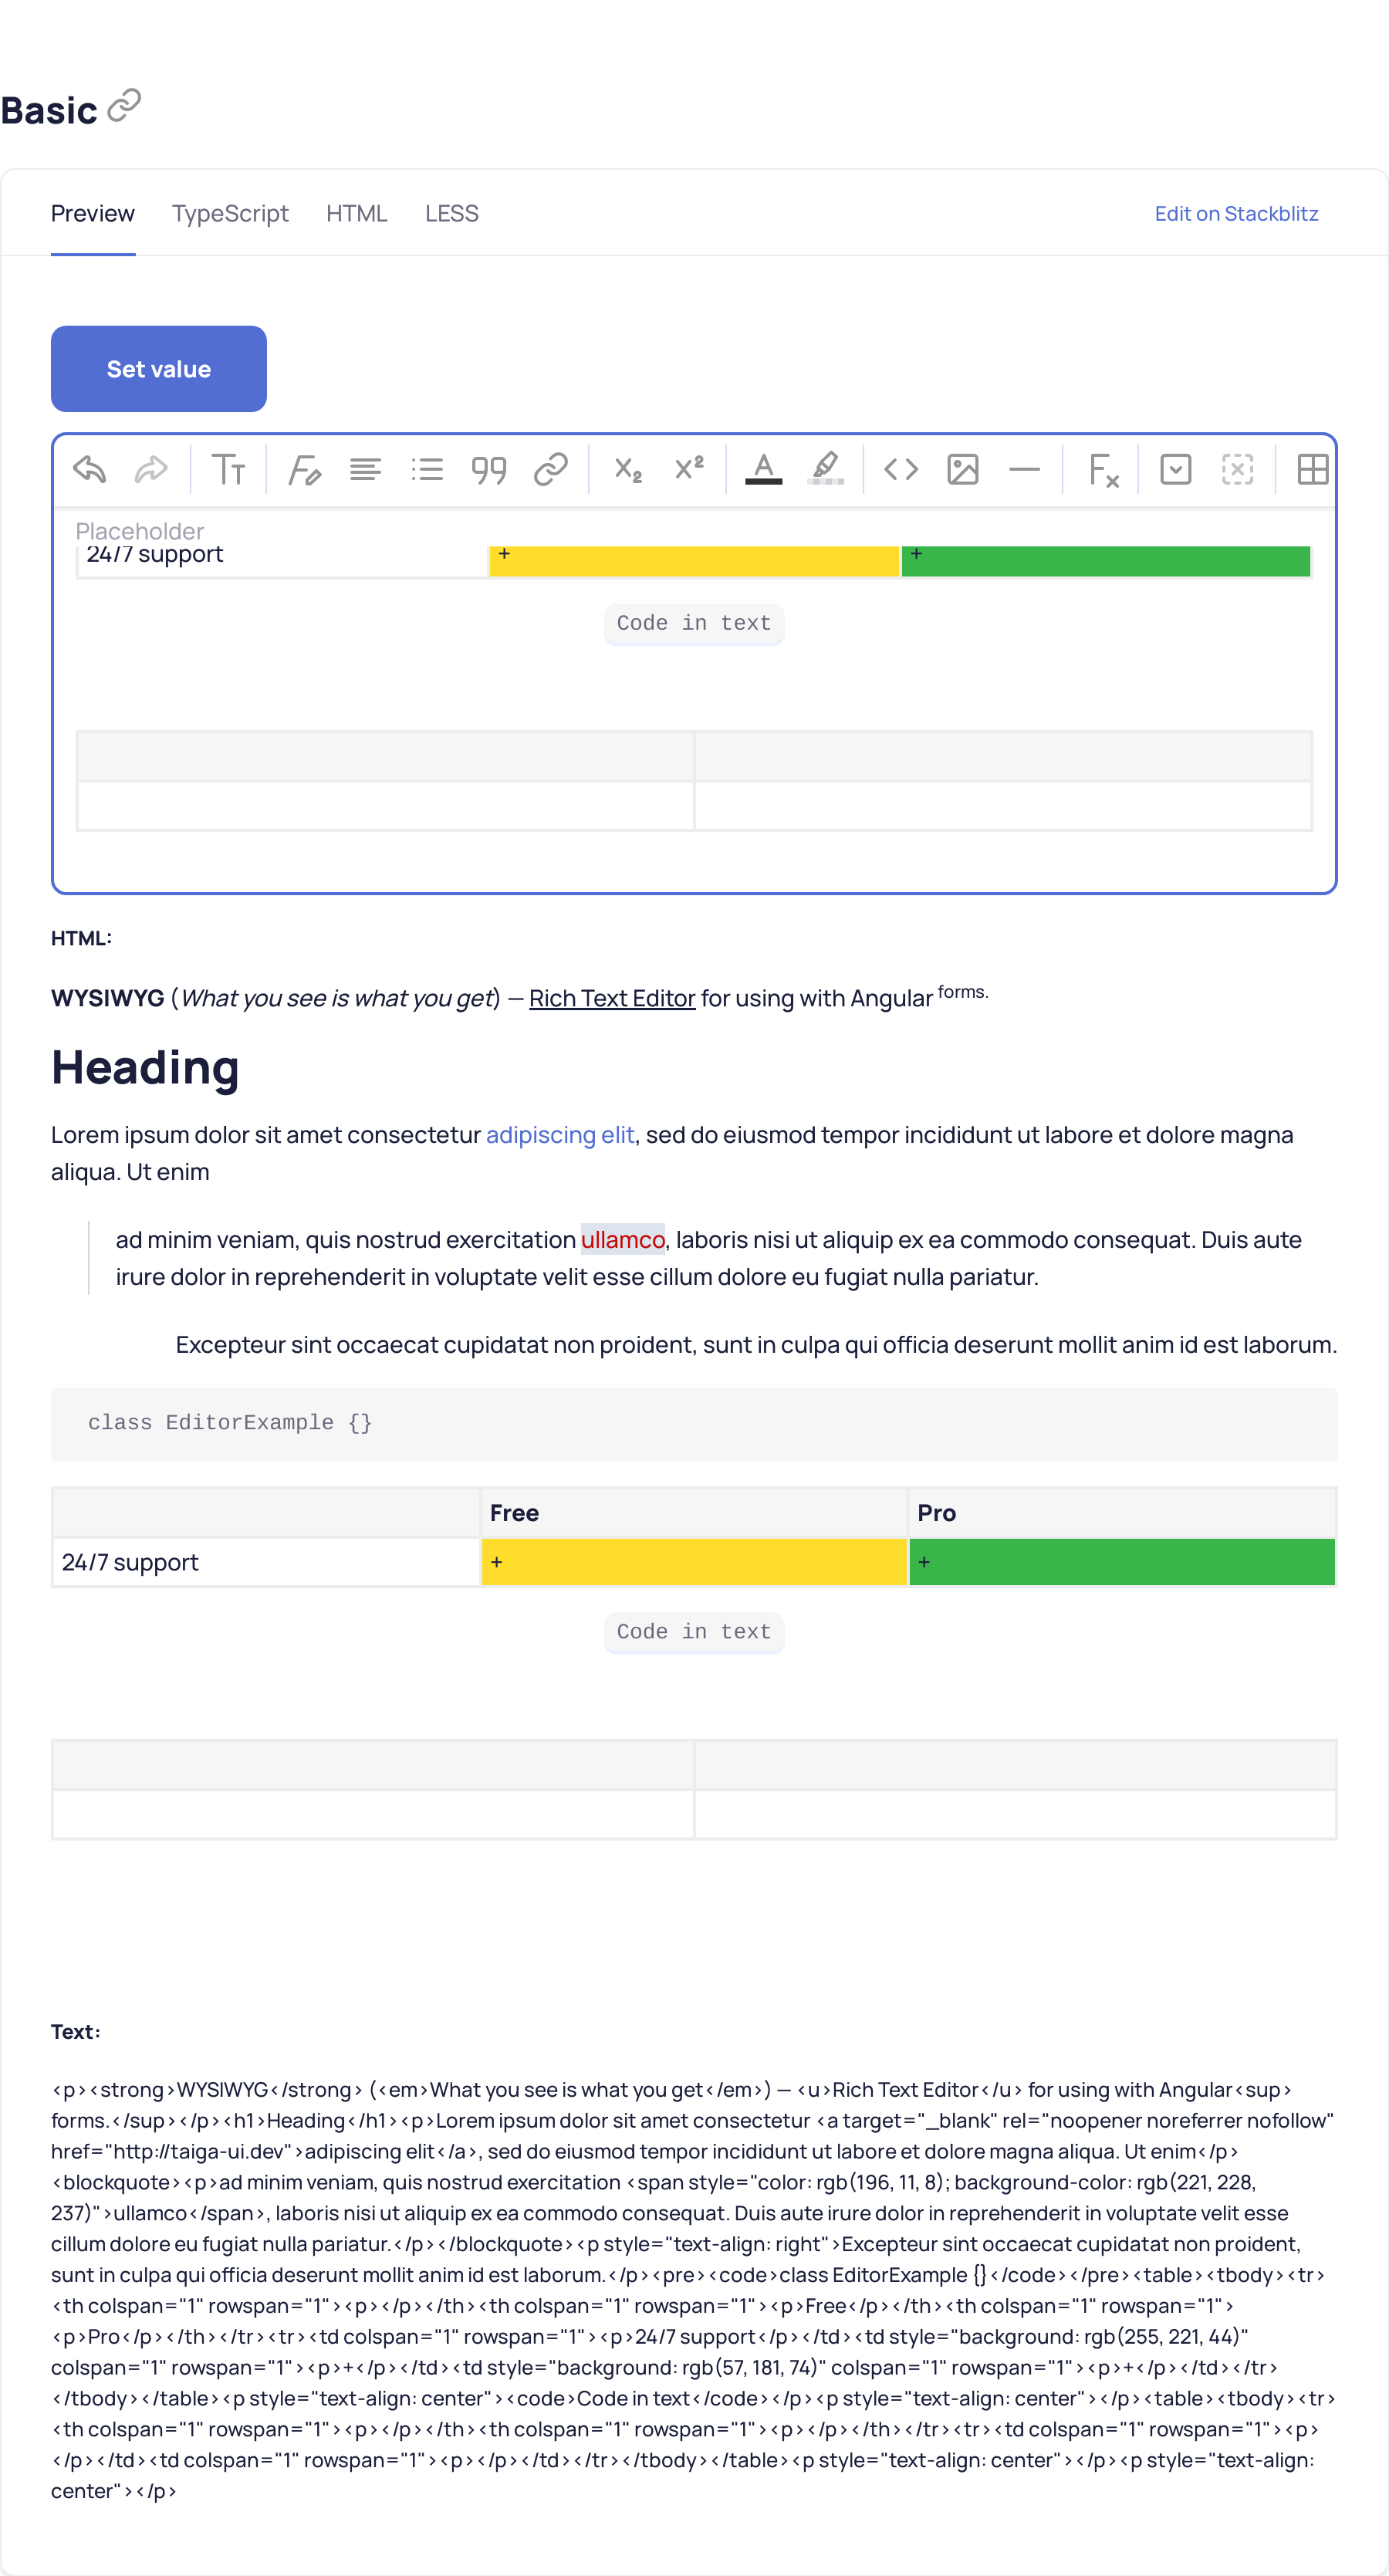 Basic
Preview TypeScript HTML LESS Edit on Stackblitz
Set value
Placeholder
24/7 support + +
Code in text
HTML:
WYSIWYG (What you see is what you get) — Rich Text Editor for using with Angular forms.
Heading
Lorem ipsum dolor sit amet consectetur adipiscing elit, sed do eiusmod tempor incididunt ut labore et dolore magna
aliqua. Ut enim
ad minim veniam, quis nostrud exercitation ullamco, laboris nisi ut aliquip ex ea commodo consequat. Duis aute
irure dolor in reprehenderit in voluptate velit esse cillum dolore eu fugiat nulla pariatur.
Excepteur sint occaecat cupidatat non proident, sunt in culpa qui officia deserunt mollit anim id est laborum.
class EditorExample {}
Free Pro
24/7 support + +
Code in text
Text:
<p><strong>WYSIWYG</strong> (<em>What you see is what you get</em>) — <u>Rich Text Editor</u> for using with Angular<sup>
forms.</sup></p><h1>Heading</h1><p>Lorem ipsum dolor sit amet consectetur <a target="_blank" rel="noopener noreferrer nofollow"
href="http://taiga-ui.dev">adipiscing elit</a>, sed do eiusmod tempor incididunt ut labore et dolore magna aliqua. Ut enim</p>
<blockquote><p>ad minim veniam, quis nostrud exercitation <span style="color: rgb(196, 11, 8); background-color: rgb(221, 228,
237)">ullamco</span>, laboris nisi ut aliquip ex ea commodo consequat. Duis aute irure dolor in reprehenderit in voluptate velit esse
cillum dolore eu fugiat nulla pariatur.</p></blockquote><p style="text-align: right">Excepteur sint occaecat cupidatat non proident,
sunt in culpa qui officia deserunt mollit anim id est laborum.</p><pre><code>class EditorExample {}</code></pre><table><tbody><tr>
<th colspan="1" rowspan="1"><p></p></th><th colspan="1" rowspan="1"><p>Free</p></th><th colspan="1" rowspan="1">
<p>Pro</p></th></tr><tr><td colspan="1" rowspan="1"><p>24/7 support</p></td><td style="background: rgb(255, 221, 44)"
colspan="1" rowspan="1"><p>+</p></td><td style="background: rgb(57, 181, 74)" colspan="1" rowspan="1"><p>+</p></td></tr>
</tbody></table><p style="text-align: center"><code>Code in text</code></p><p style="text-align: center"></p><table><tbody><tr>
<th colspan="1" rowspan="1"><p></p></th><th colspan="1" rowspan="1"><p></p></th></tr><tr><td colspan="1" rowspan="1"><p>
</p></td><td colspan="1" rowspan="1"><p></p></td></tr></tbody></table><p style="text-align: center"></p><p style="text-align:
center"></p>